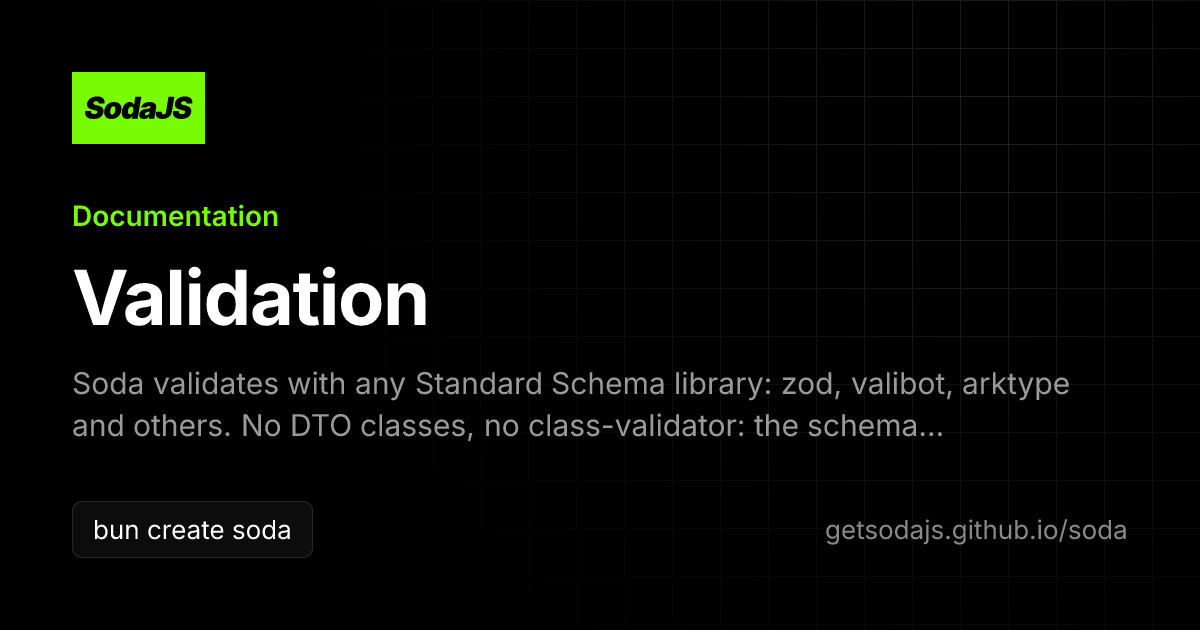 SodaJS
Documentation
Validation
Soda validates with any Standard Schema library: zod, valibot, arktype
and others. No DTO classes, no class-validator: the schema...
bun create soda
getsodajs.github.io/soda